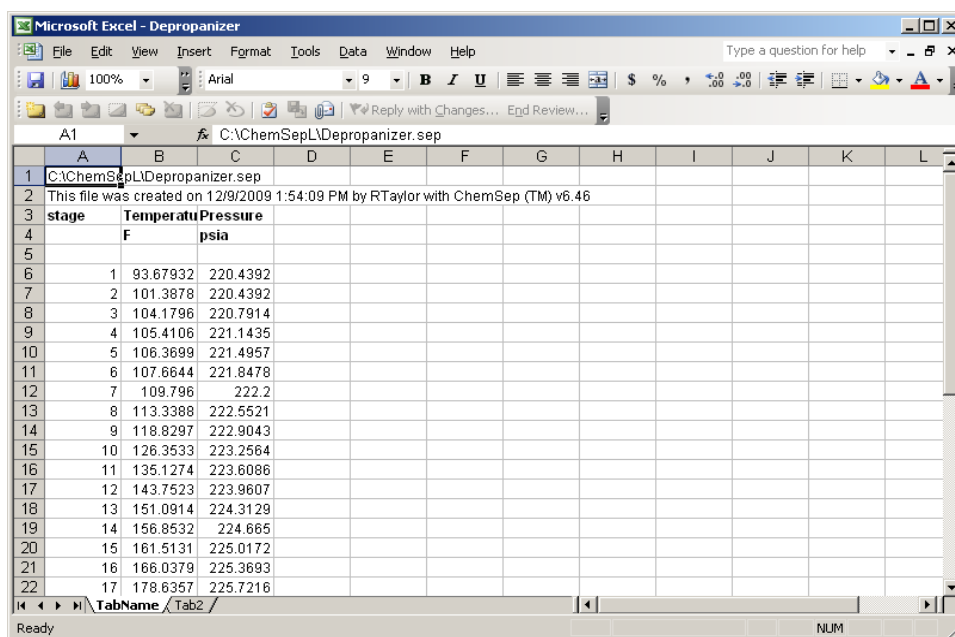 Microsoft Excel - Depropanizer
File Edit View Insert Format Tools Data Window Help Type a question for help
100% Arial 9 B I U $ % , .00 .00
Reply with Changes... End Review...
A1 fx C:\ChemSepL\Depropanizer.sep
A B C D E F G H I J K L
1 C:\ChemSepL\Depropanizer.sep
2 This file was created on 12/9/2009 1:54:09 PM by RTaylor with ChemSep (TM) v6.46
3 stage Temperatu Pressure
4 F psia
5
6 1 93.67932 220.4392
7 2 101.3878 220.4392
8 3 104.1796 220.7914
9 4 105.4106 221.1435
10 5 106.3699 221.4957
11 6 107.6644 221.8478
12 7 109.796 222.2
13 8 113.3388 222.5521
14 9 118.8297 222.9043
15 10 126.3533 223.2564
16 11 135.1274 223.6086
17 12 143.7523 223.9607
18 13 151.0914 224.3129
19 14 156.8532 224.665
20 15 161.5131 225.0172
21 16 166.0379 225.3693
22 17 178.6357 225.7216
TabName Tab2
Ready NUM